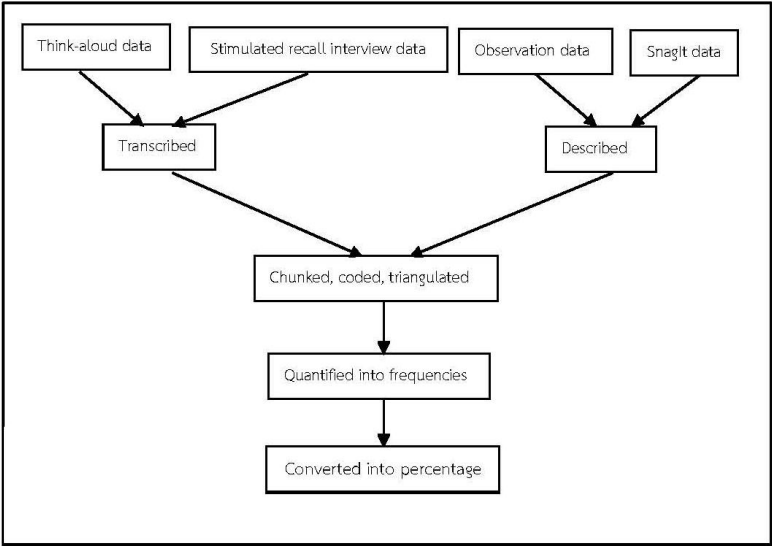 Think-aloud data
Stimulated recall interview data
Observation data
SnagIt data
Transcribed
Described
Chunked, coded, triangulated
Quantified into frequencies
Converted into percentage